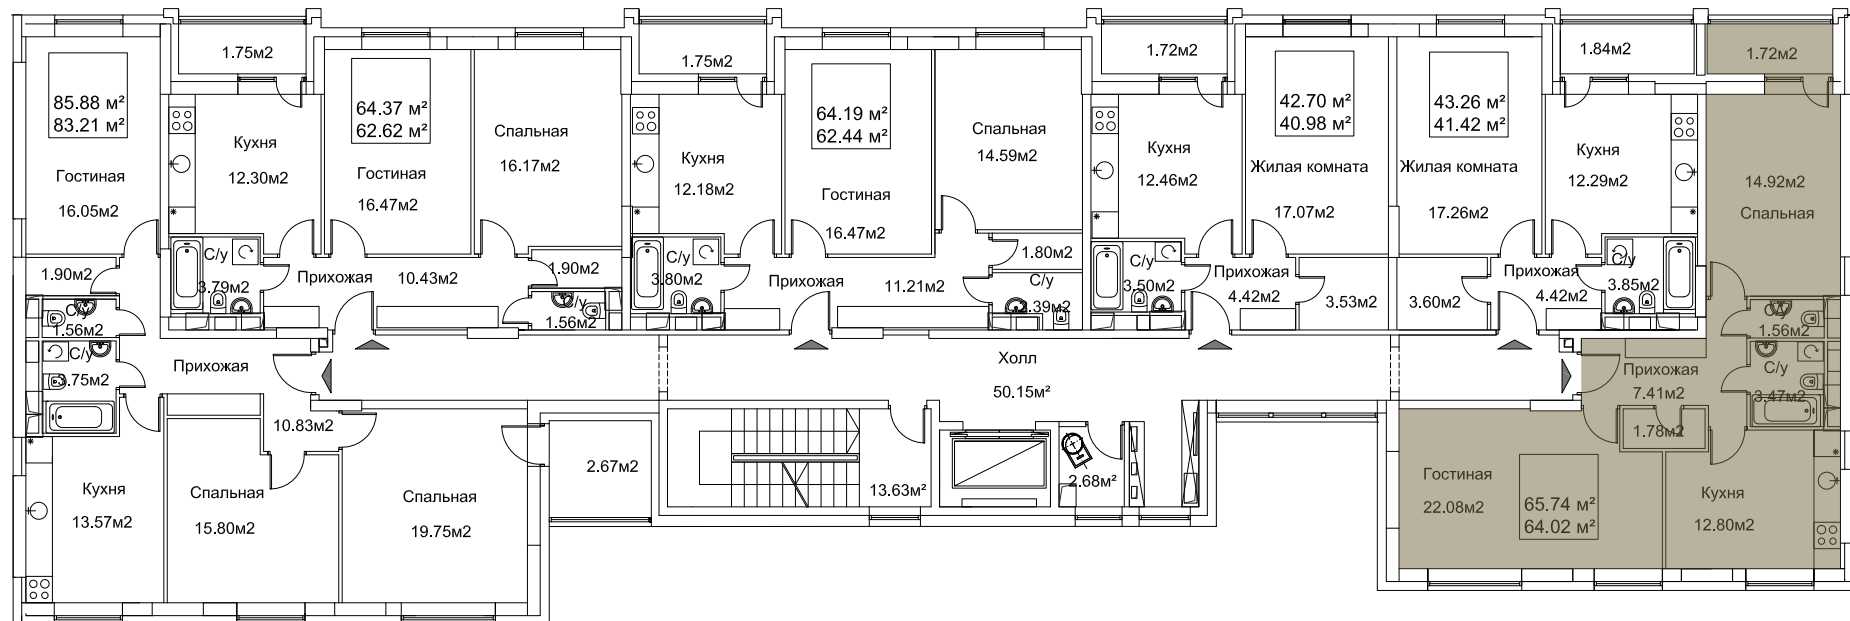 1.75м2
85.88 м²
83.21 м²
Гостиная
16.05м2
1.90м2
С/у
1.56м2
С/у
Прихожая
10.83м2
Кухня
13.57м2
Спальная
15.80м2
Спальная
19.75м2
2.67м2
Кухня
12.30м2
64.37 м²
62.62 м²
Гостиная
16.47м2
Спальная
16.17м2
С/у
3.79м2
Прихожая
10.43м2
1.90м2
1.56м2
1.75м2
Кухня
12.18м2
64.19 м²
62.44 м²
Гостиная
16.47м2
Спальная
14.59м2
С/у
3.80м2
Прихожая
11.21м2
1.80м2
С/у
1.72м2
Кухня
12.46м2
42.70 м²
40.98 м²
Жилая комната
17.07м2
С/у
3.50м2
Прихожая
4.42м2
3.53м2
43.26 м²
41.42 м²
Жилая комната
17.26м2
1.84м2
Кухня
12.29м2
3.60м2
Прихожая
4.42м2
С/у
3.85м2
Холл
50.15м²
13.63м²
2.68м²
1.72м2
14.92м2
Спальная
1.56м2
С/у
3.47м2
Прихожая
7.41м2
1.78м2
Гостиная
22.08м2
65.74 м²
64.02 м²
Кухня
12.80м2